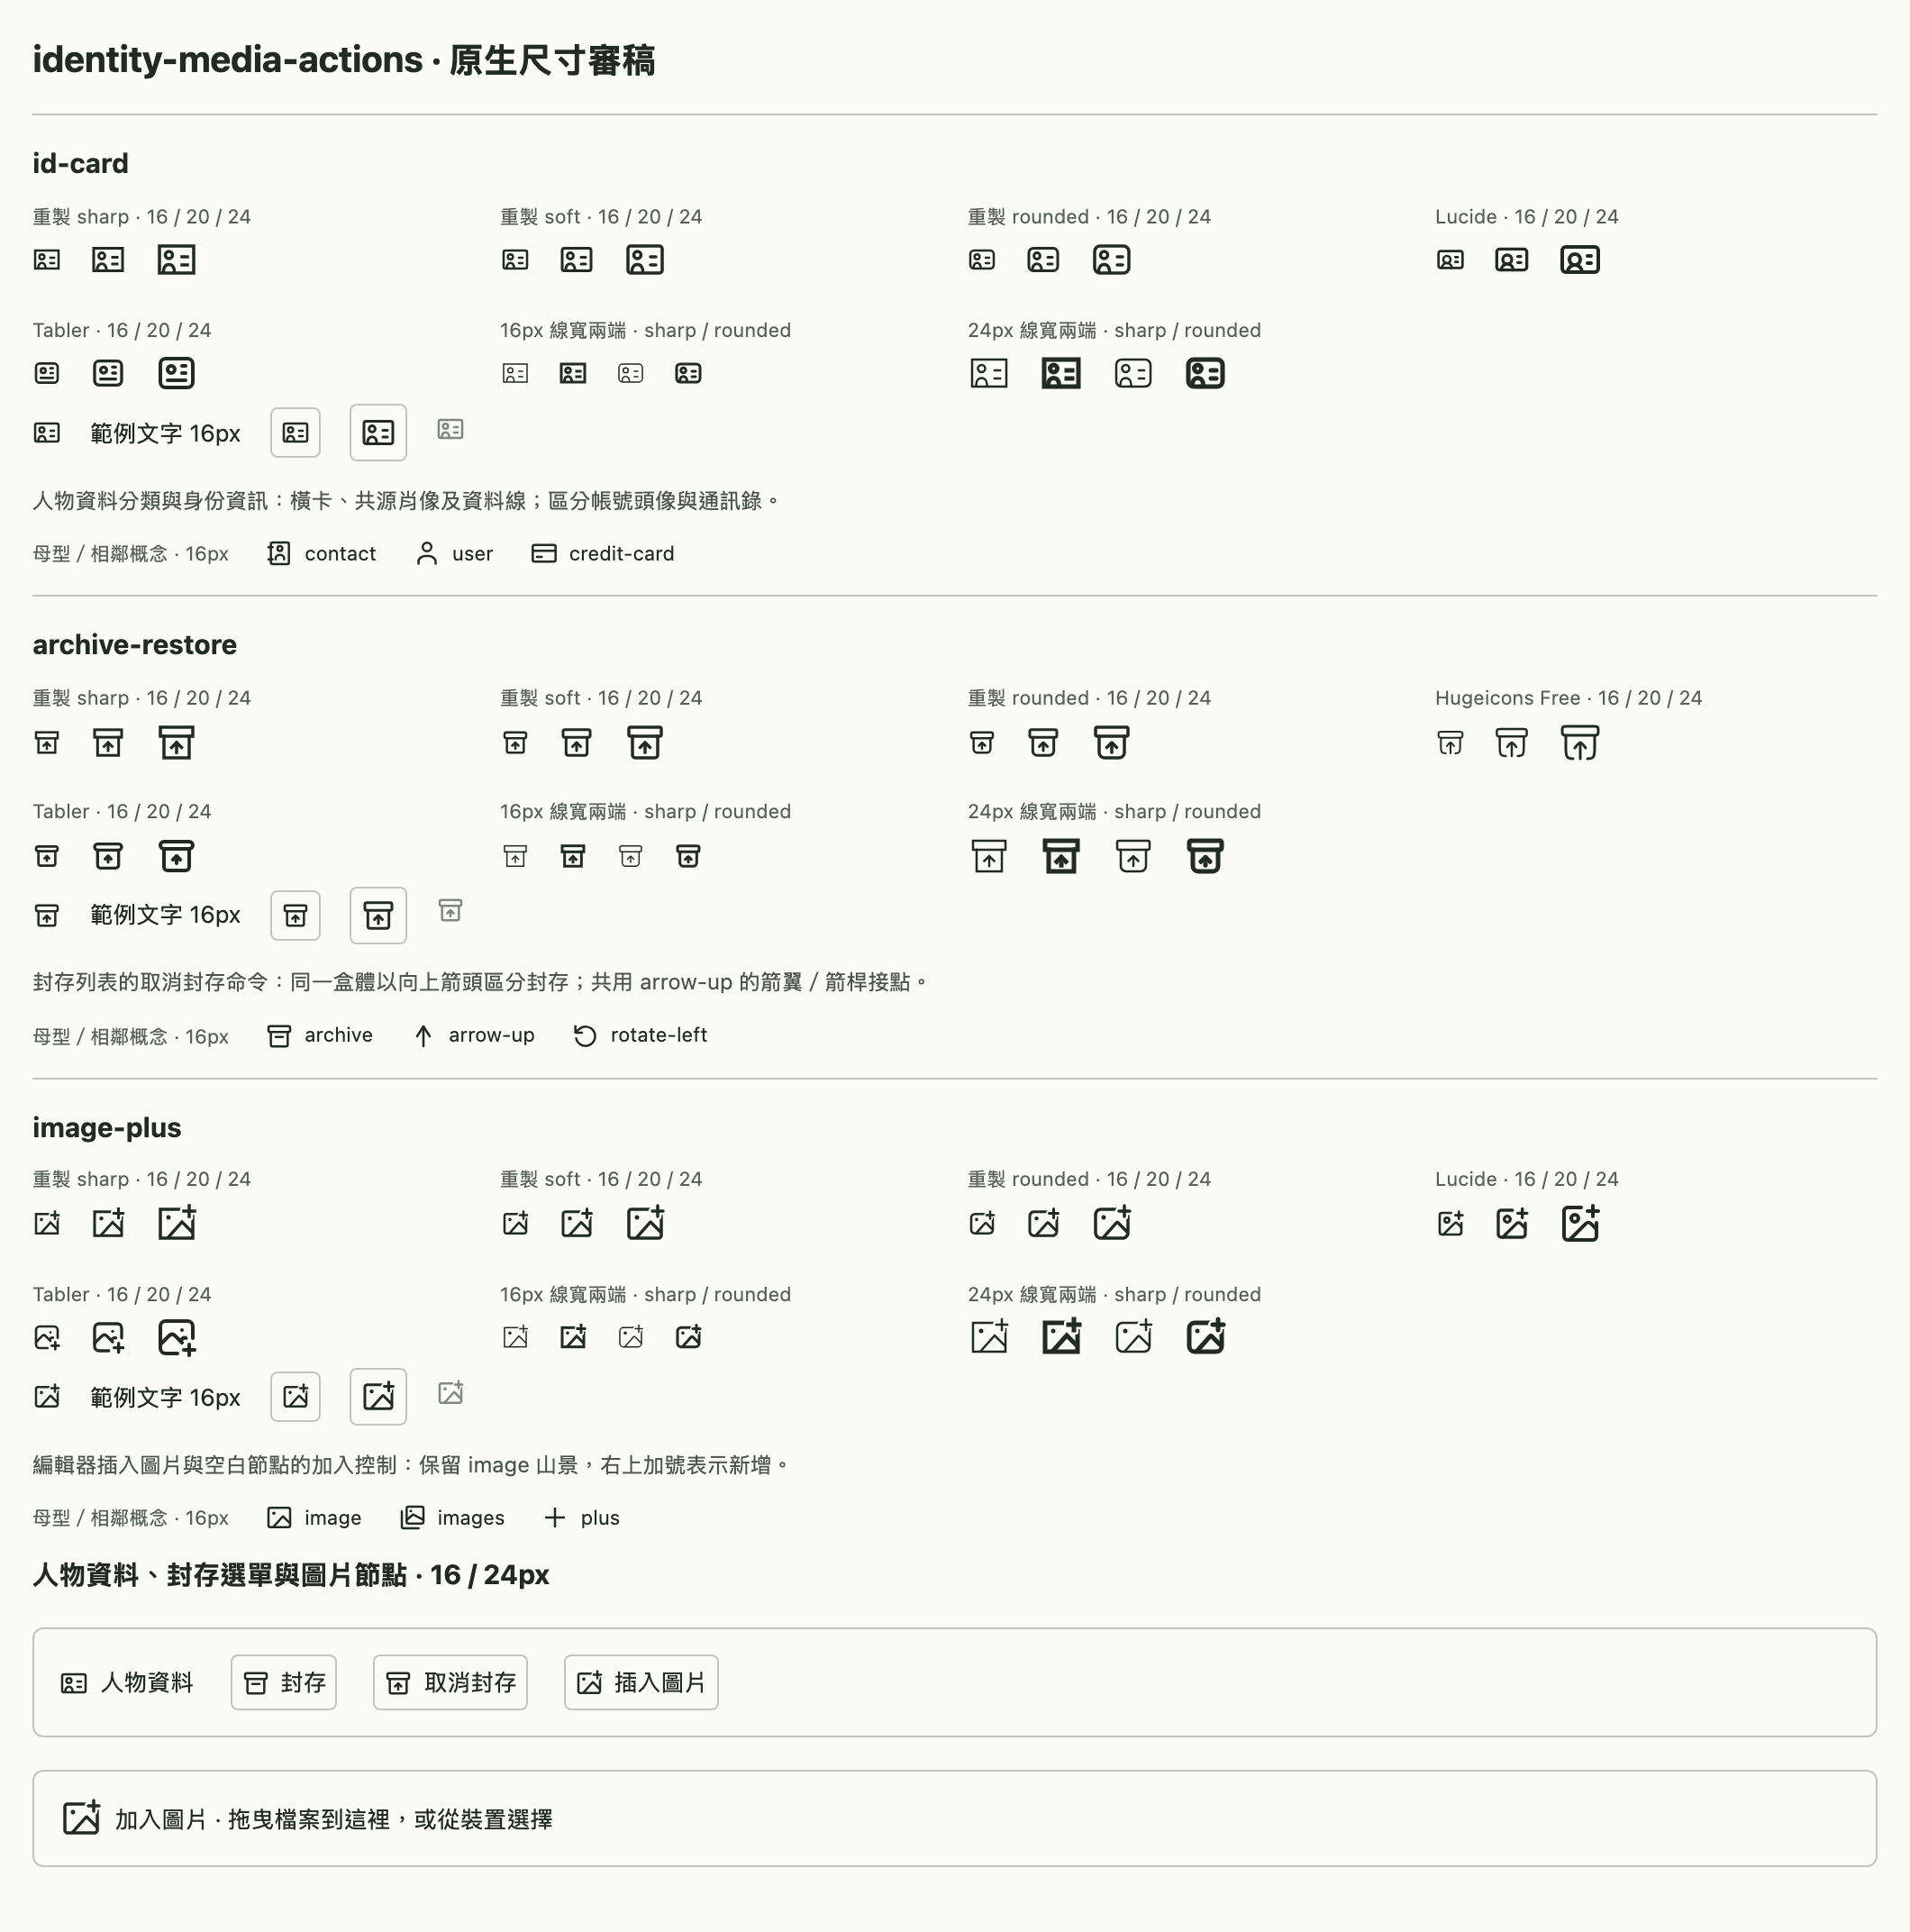 identity-media-actions · 原生尺寸審稿
id-card
重製 sharp · 16 / 20 / 24
重製 soft · 16 / 20 / 24
重製 rounded · 16 / 20 / 24
Lucide · 16 / 20 / 24
Tabler · 16 / 20 / 24
16px 線寬兩端 · sharp / rounded
24px 線寬兩端 · sharp / rounded
範例文字 16px
人物資料分類與身份資訊：橫卡、共源肖像及資料線；區分帳號頭像與通訊錄。
母型 / 相鄰概念 · 16px contact user credit-card
archive-restore
重製 sharp · 16 / 20 / 24
重製 soft · 16 / 20 / 24
重製 rounded · 16 / 20 / 24
Hugeicons Free · 16 / 20 / 24
Tabler · 16 / 20 / 24
16px 線寬兩端 · sharp / rounded
24px 線寬兩端 · sharp / rounded
範例文字 16px
封存列表的取消封存命令：同一盒體以向上箭頭區分封存；共用 arrow-up 的箭翼 / 箭桿接點。
母型 / 相鄰概念 · 16px archive arrow-up rotate-left
image-plus
重製 sharp · 16 / 20 / 24
重製 soft · 16 / 20 / 24
重製 rounded · 16 / 20 / 24
Lucide · 16 / 20 / 24
Tabler · 16 / 20 / 24
16px 線寬兩端 · sharp / rounded
24px 線寬兩端 · sharp / rounded
範例文字 16px
編輯器插入圖片與空白節點的加入控制：保留 image 山景，右上加號表示新增。
母型 / 相鄰概念 · 16px image images plus
人物資料、封存選單與圖片節點 · 16 / 24px
人物資料 封存 取消封存 插入圖片
加入圖片 · 拖曳檔案到這裡，或從裝置選擇